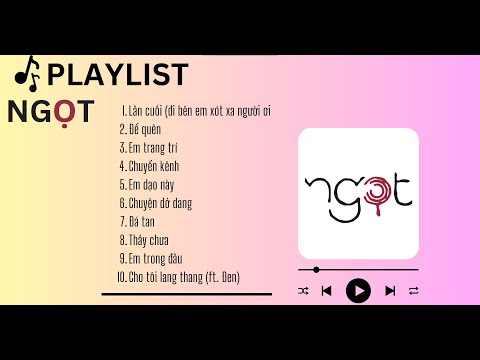 PLAYLIST
NGỌT
1. Lần cuối (đi bên em xót xa người ơi
2. Để quên
3. Em trang trí
4. Chuyển kênh
5. Em dạo này
6. Chuyện dở dang
7. Đá tan
8. Thấy chưa
9. Em trong đầu
10. Cho tôi lang thang (ft. Đen)
ngọt